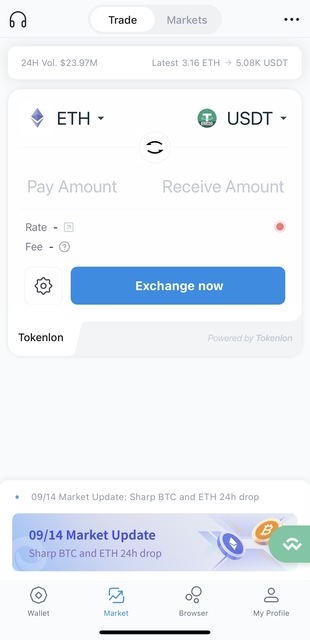 Trade
Markets
24H Vol. $23.97M
Latest 3.16 ETH → 5.08K USDT
ETH
USDT
Pay Amount
Receive Amount
Rate -
Fee - ?
Exchange now
Tokenlon
Powered by Tokenlon
09/14 Market Update: Sharp BTC and ETH 24h drop
09/14 Market Update
Sharp BTC and ETH 24h drop
Wallet
Market
Browser
My Profile